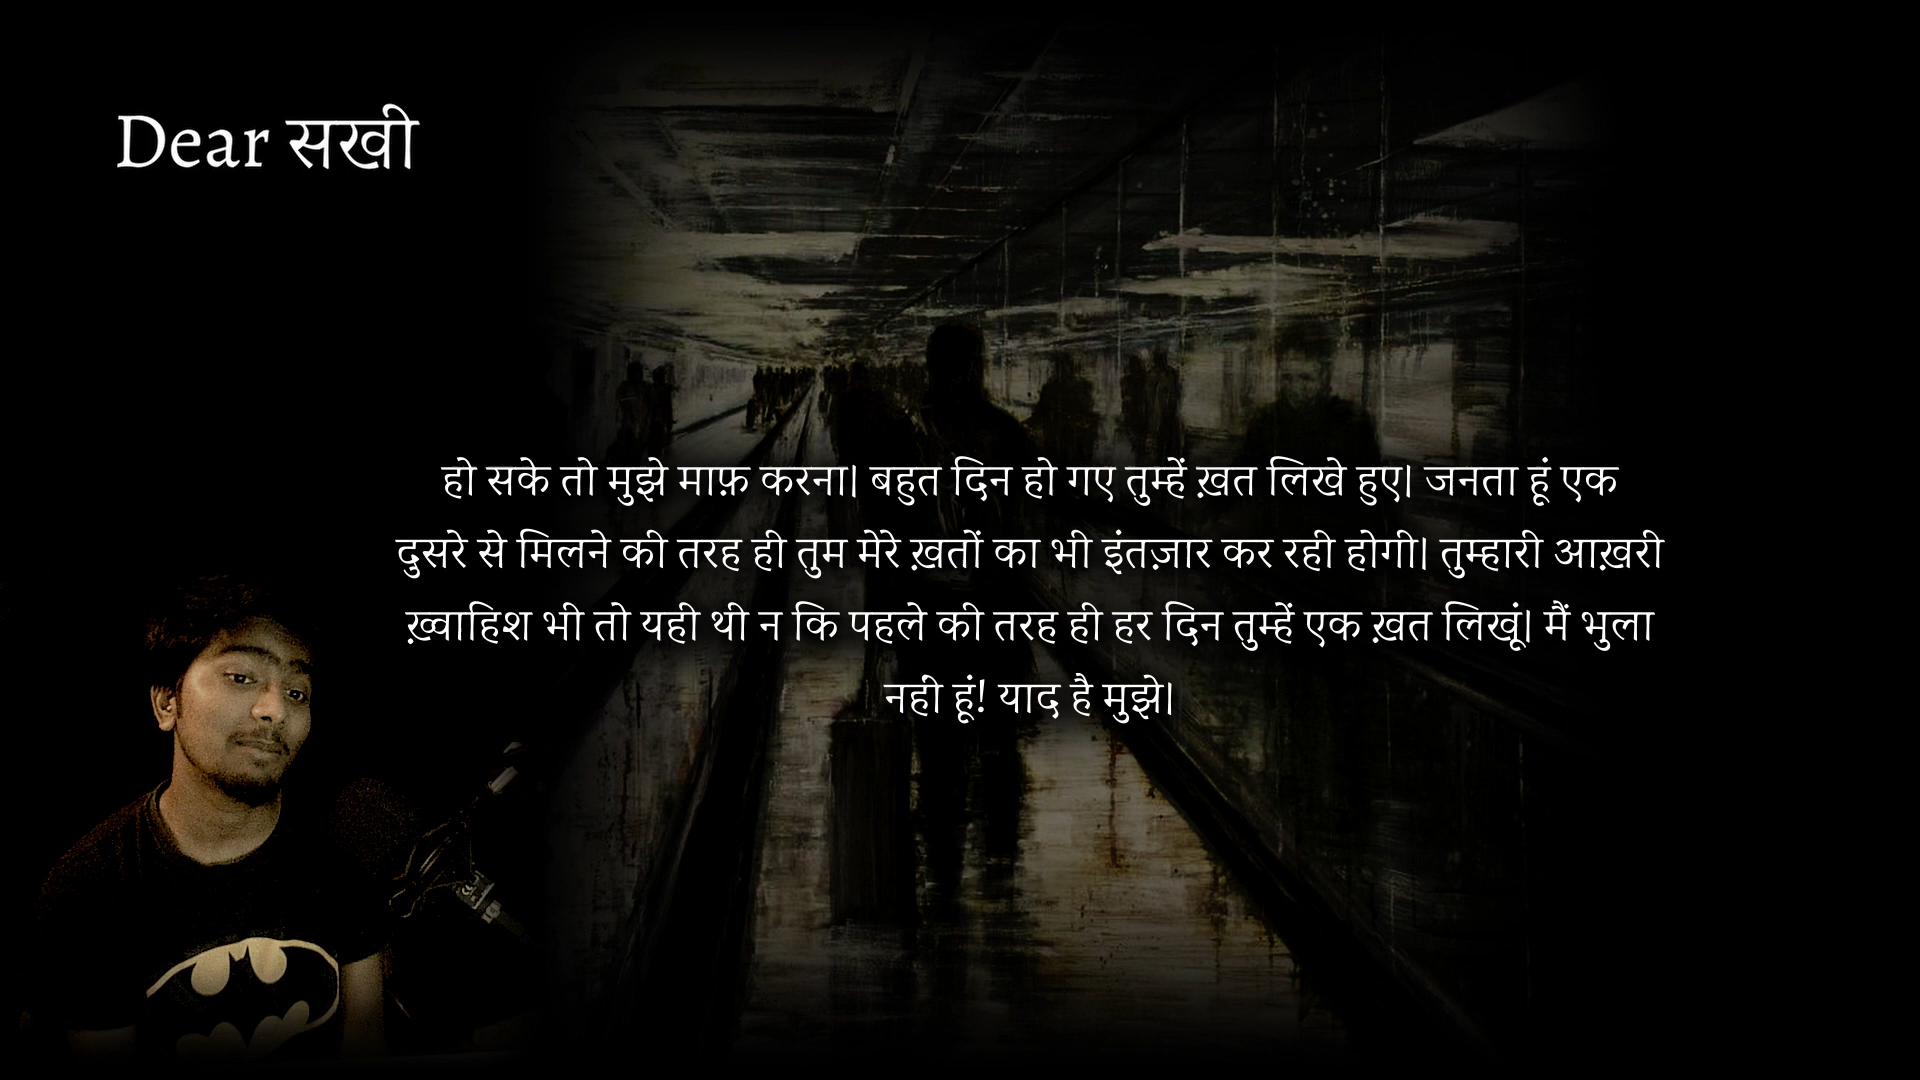 Dear सखी
हो सके तो मुझे माफ़ करना। बहुत दिन हो गए तुम्हें ख़त लिखे हुए। जनता हूं एक
दुसरे से मिलने की तरह ही तुम मेरे ख़तों का भी इंतज़ार कर रही होगी। तुम्हारी आख़री
ख़्वाहिश भी तो यही थी न कि पहले की तरह ही हर दिन तुम्हें एक ख़त लिखूं। मैं भुला
नहीं हूं! याद है मुझे।